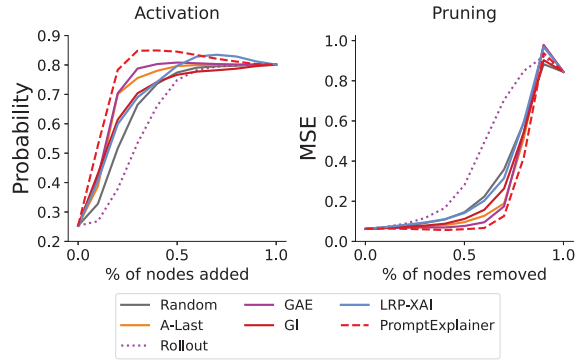 Activation
Probability
0.9
0.8
0.7
0.6
0.5
0.4
0.3
0.2
0.0 0.5 1.0
% of nodes added
Pruning
MSE
1.0
0.8
0.6
0.4
0.2
0.0
0.0 0.5 1.0
% of nodes removed
Random GAE LRP-XAI
A-Last GI PromptExplainer
Rollout